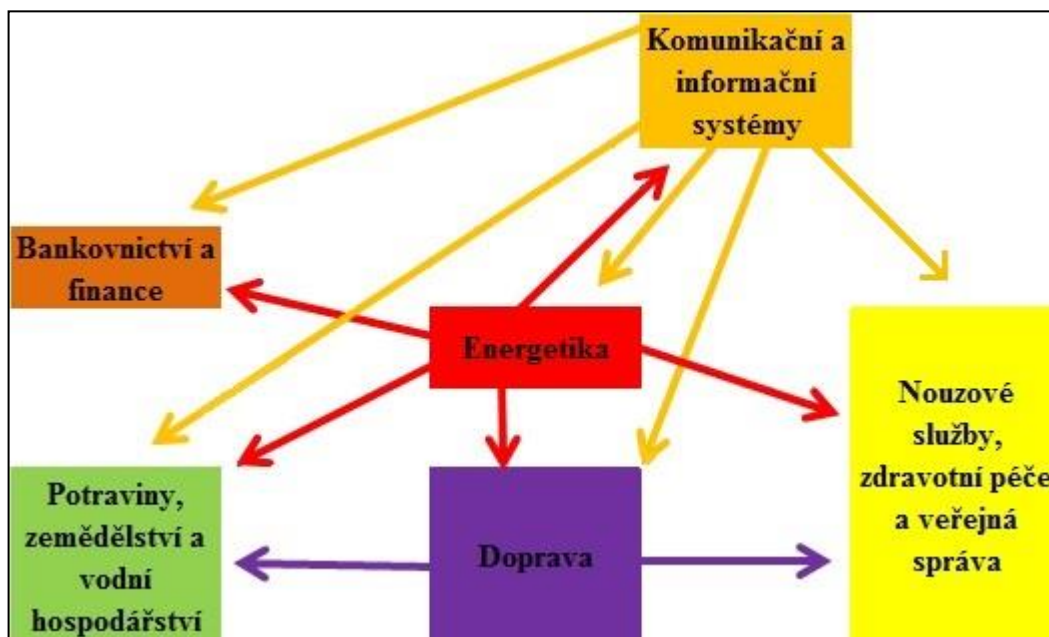 Komunikační a
informační
systémy
Bankovnictví a
finance
Energetika
Nouzové
služby,
zdravotní péče
a veřejná
správa
Potraviny,
zemědělství a
vodní
hospodářství
Doprava